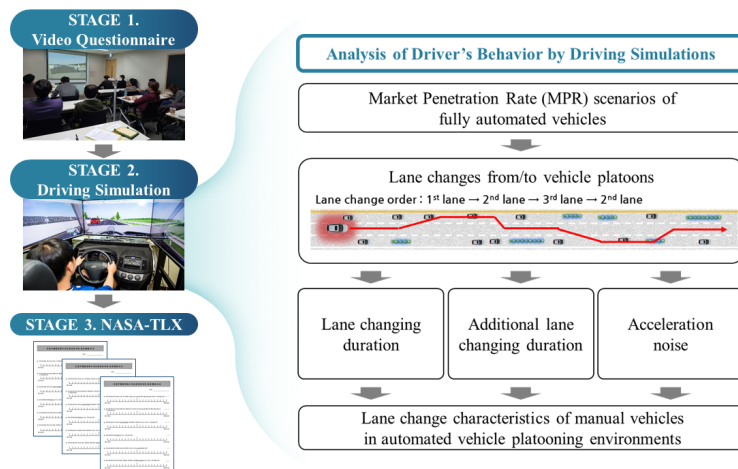 STAGE 1.
Video Questionnaire
STAGE 2.
Driving Simulation
STAGE 3. NASA-TLX
Analysis of Driver's Behavior by Driving Simulations
Market Penetration Rate (MPR) scenarios of
fully automated vehicles
Lane changes from/to vehicle platoons
Lane change order : 1st lane → 2nd lane → 3rd lane → 2nd lane
Lane changing
duration
Additional lane
changing duration
Acceleration
noise
Lane change characteristics of manual vehicles
in automated vehicle platooning environments